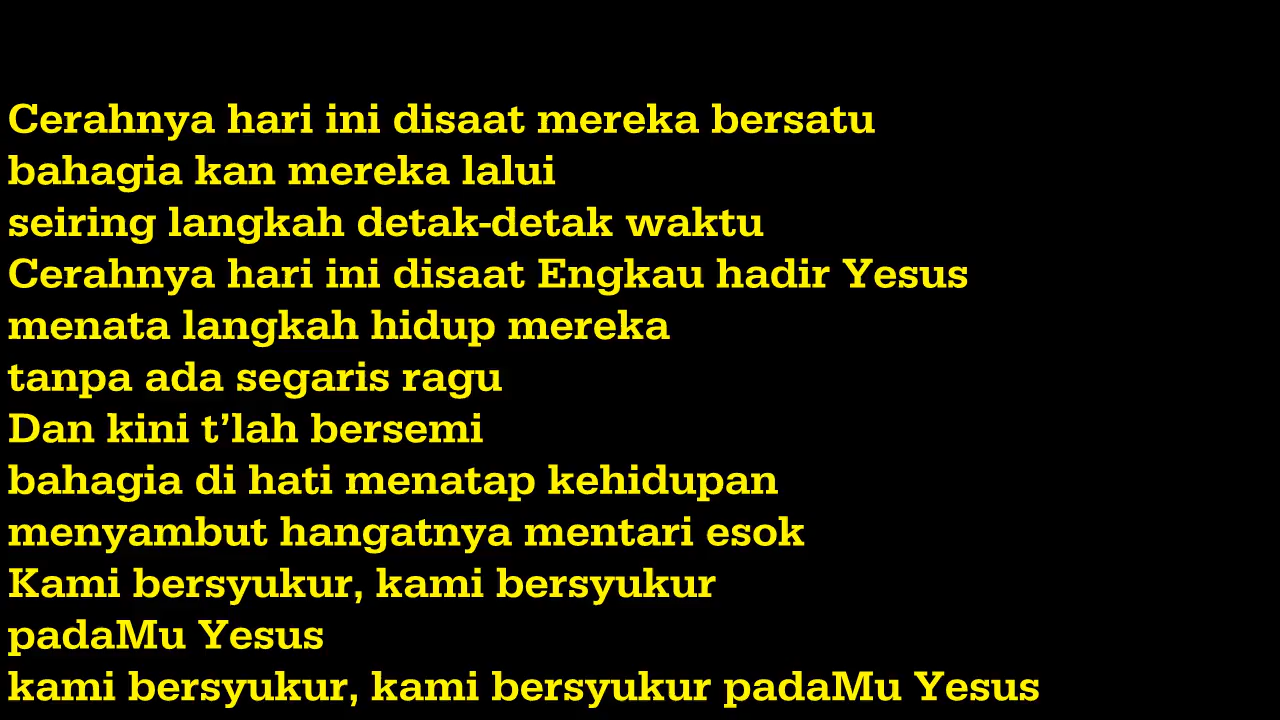 Cerahnya hari ini disaat mereka bersatu
bahagia kan mereka lalui
seiring langkah detak-detak waktu
Cerahnya hari ini disaat Engkau hadir Yesus
menata langkah hidup mereka
tanpa ada segaris ragu
Dan kini t’lah bersemi
bahagia di hati menatap kehidupan
menyambut hangatnya mentari esok
Kami bersyukur, kami bersyukur
padaMu Yesus
kami bersyukur, kami bersyukur padaMu Yesus